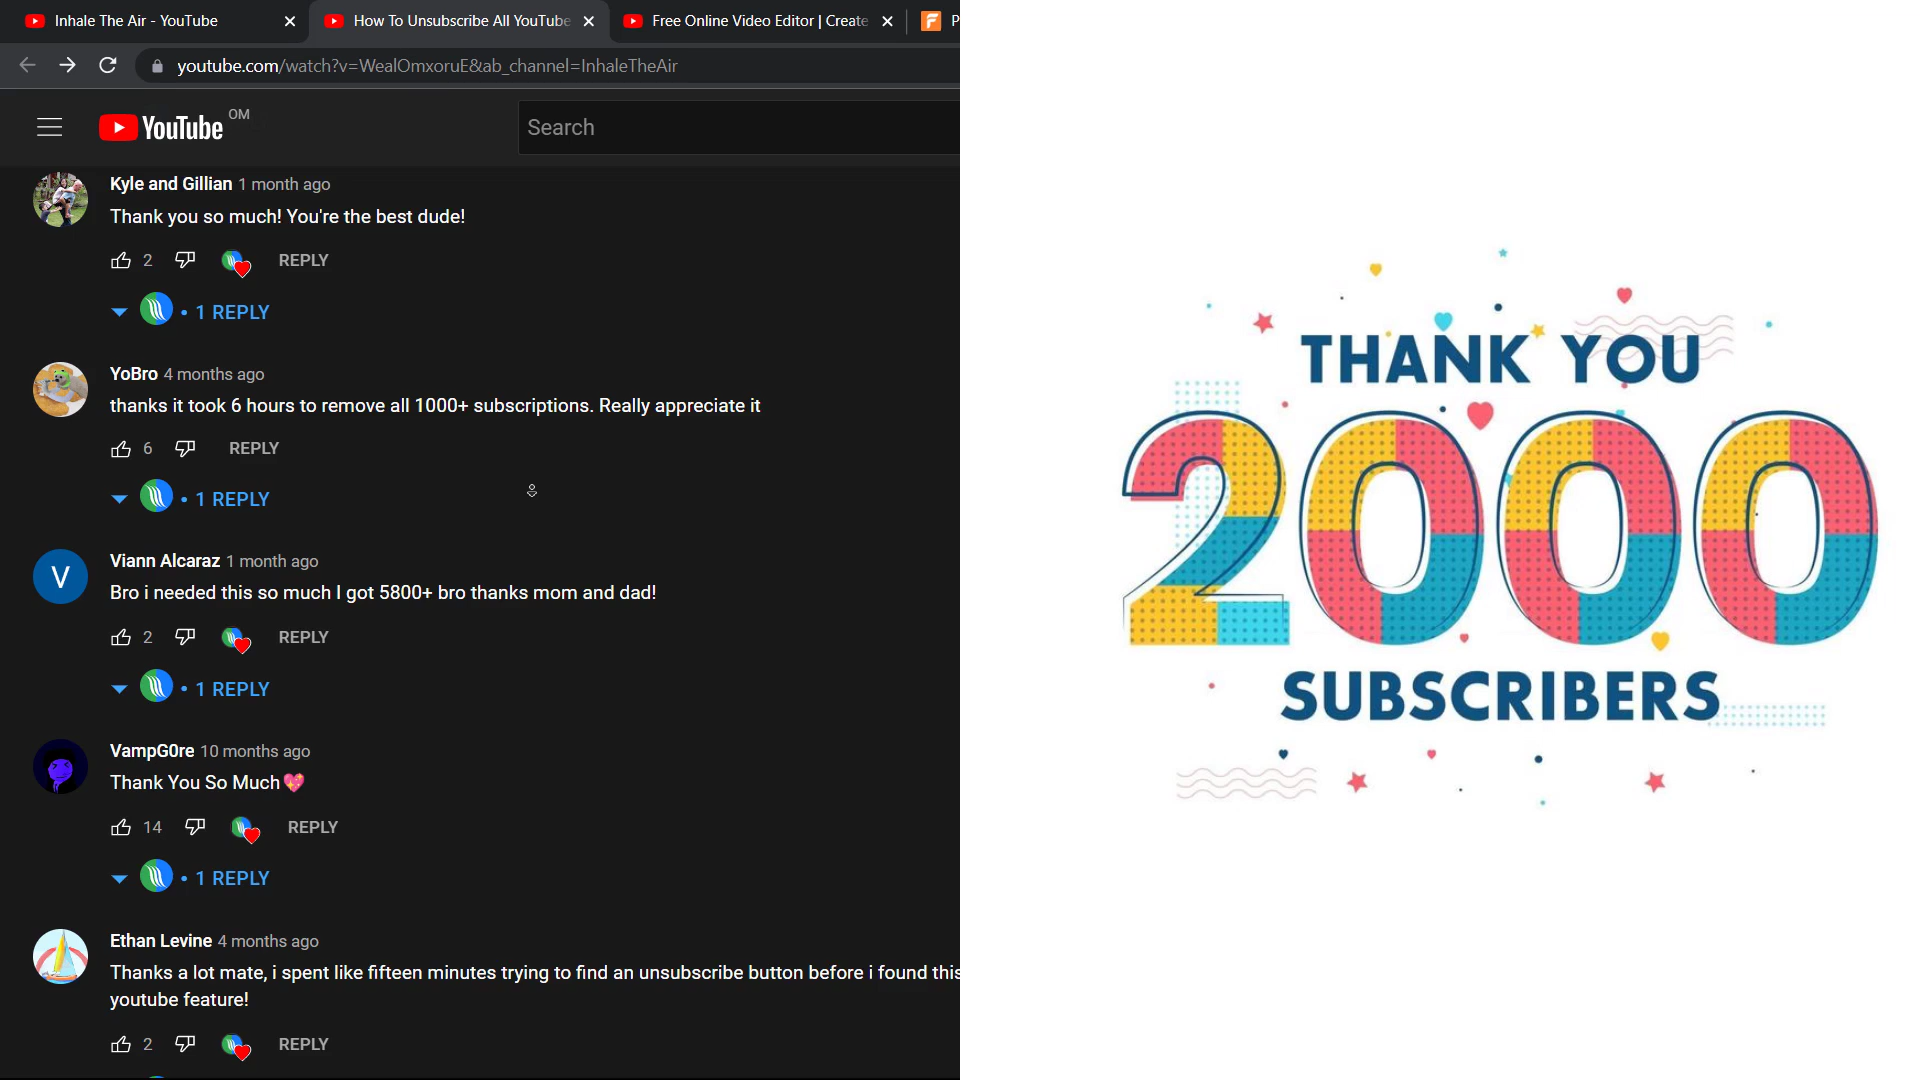 Inhale The Air - YouTube
How To Unsubscribe All YouTube
Free Online Video Editor | Create
P
youtube.com/watch?v=WealOmxoruE&ab_channel=InhaleTheAir
YouTube OM
Search
Kyle and Gillian 1 month ago
Thank you so much! You're the best dude!
2 REPLY
• 1 REPLY
YoBro 4 months ago
thanks it took 6 hours to remove all 1000+ subscriptions. Really appreciate it
6 REPLY
• 1 REPLY
V
Viann Alcaraz 1 month ago
Bro i needed this so much I got 5800+ bro thanks mom and dad!
2 REPLY
• 1 REPLY
VampG0re 10 months ago
Thank You So Much💖
14 REPLY
• 1 REPLY
Ethan Levine 4 months ago
Thanks a lot mate, i spent like fifteen minutes trying to find an unsubscribe button before i found this
youtube feature!
2 REPLY
THANK YOU
2000
SUBSCRIBERS